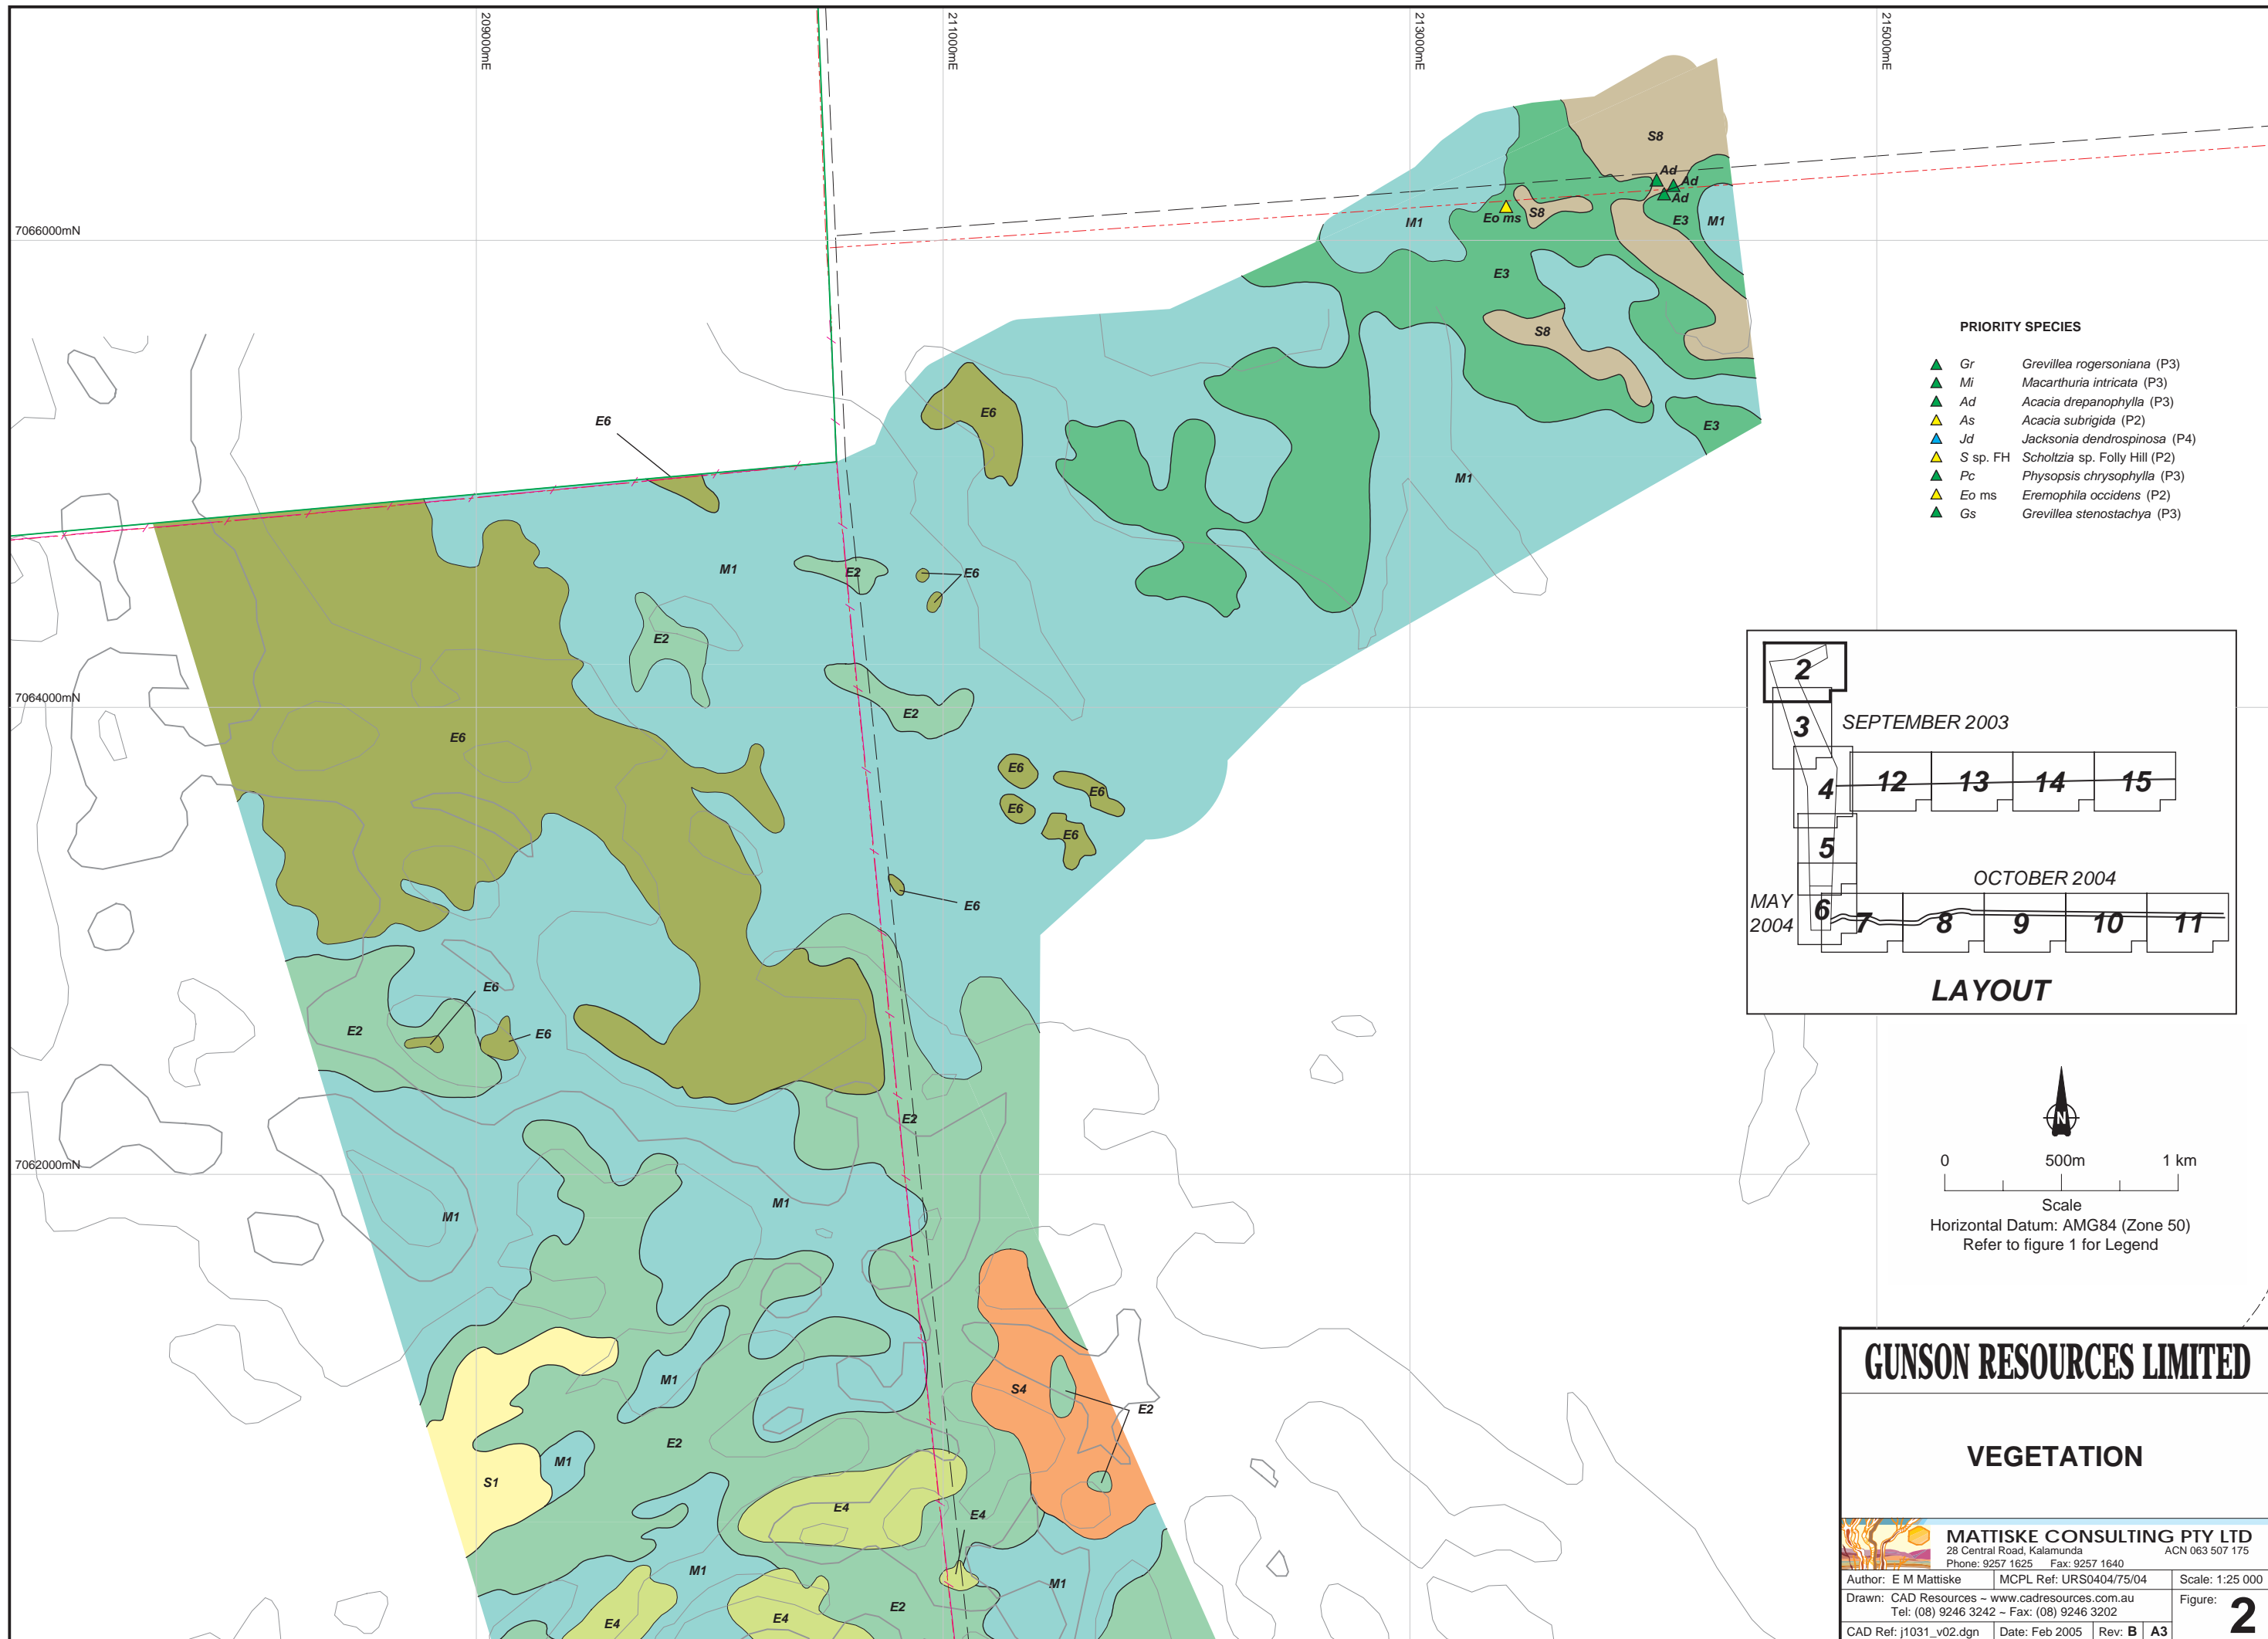 209000mE
211000mE
213000mE
215000mE
S8
Ad
Ad
Ad
Eo ms
S8
M1
E3
M1
7066000mN
E3
S8
E3
M1
PRIORITY SPECIES
Gr Grevillea rogersoniana (P3)
Mi Macarthuria intricata (P3)
Ad Acacia drepanophylla (P3)
As Acacia subrigida (P2)
Jd Jacksonia dendrospinosa (P4)
S sp. FH Scholtzia sp. Folly Hill (P2)
Pc Physopsis chrysophylla (P3)
Eo ms Eremophila occidens (P2)
Gs Grevillea stenostachya (P3)
E6
E6
M1
E2
E6
E2
E2
7064000mN
E6
E6
E6
E6
E6
E6
E6
E6
E2
E2
7062000mN
M1
M1
M1
S4
E2
E2
M1
S1
E4
E4
M1
M1
E4
E4
E2
2
3
SEPTEMBER 2003
4
12
13
14
15
5
OCTOBER 2004
MAY
2004
6
7
8
9
10
11
LAYOUT
N
0 500m 1 km
Scale
Horizontal Datum: AMG84 (Zone 50)
Refer to figure 1 for Legend
GUNSON RESOURCES LIMITED
VEGETATION
MATTISKE CONSULTING PTY LTD
28 Central Road, Kalamunda ACN 063 507 175
Phone: 9257 1625 Fax: 9257 1640
Author: E M Mattiske MCPL Ref: URS0404/75/04 Scale: 1:25 000
Drawn: CAD Resources ~ www.cadresources.com.au
Tel: (08) 9246 3242 ~ Fax: (08) 9246 3202
Figure: 2
CAD Ref: j1031_v02.dgn Date: Feb 2005 Rev: B A3